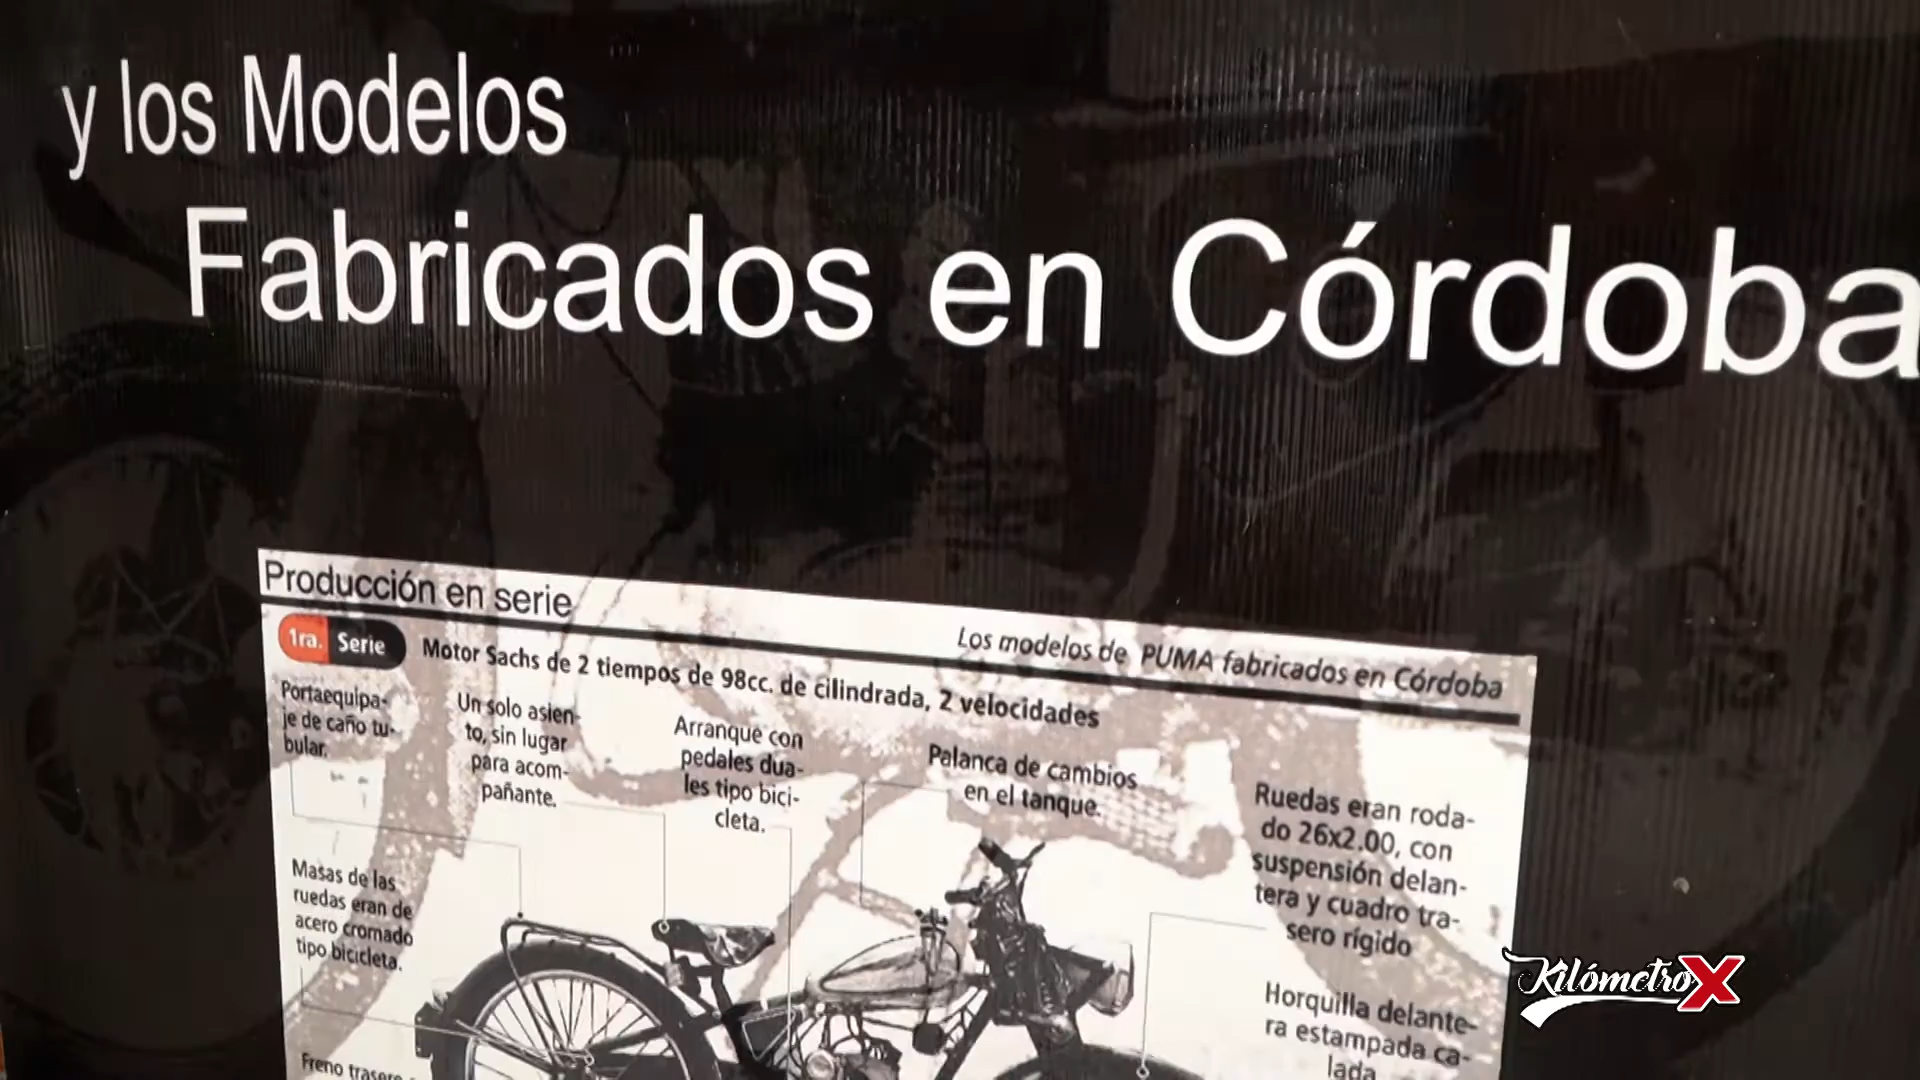 y los Modelos
Fabricados en Córdoba
Producción en serie
Los modelos de PUMA fabricados en Córdoba
1ra. Serie
Motor Sachs de 2 tiempos de 98cc. de cilindrada, 2 velocidades
Portaequipa-
je de caño tu-
bular.
Un solo asien-
to, sin lugar
para acom-
pañante.
Arranque con
pedales dua-
les tipo bici-
cleta.
Palanca de cambios
en el tanque.
Ruedas eran roda-
do 26x2.00, con
suspensión delan-
tera y cuadro tra-
sero rígido
Masas de las
ruedas eran de
acero cromado
tipo bicicleta.
Horquilla delante-
ra estampada ca-
lada
Freno trasero
KilómetroX